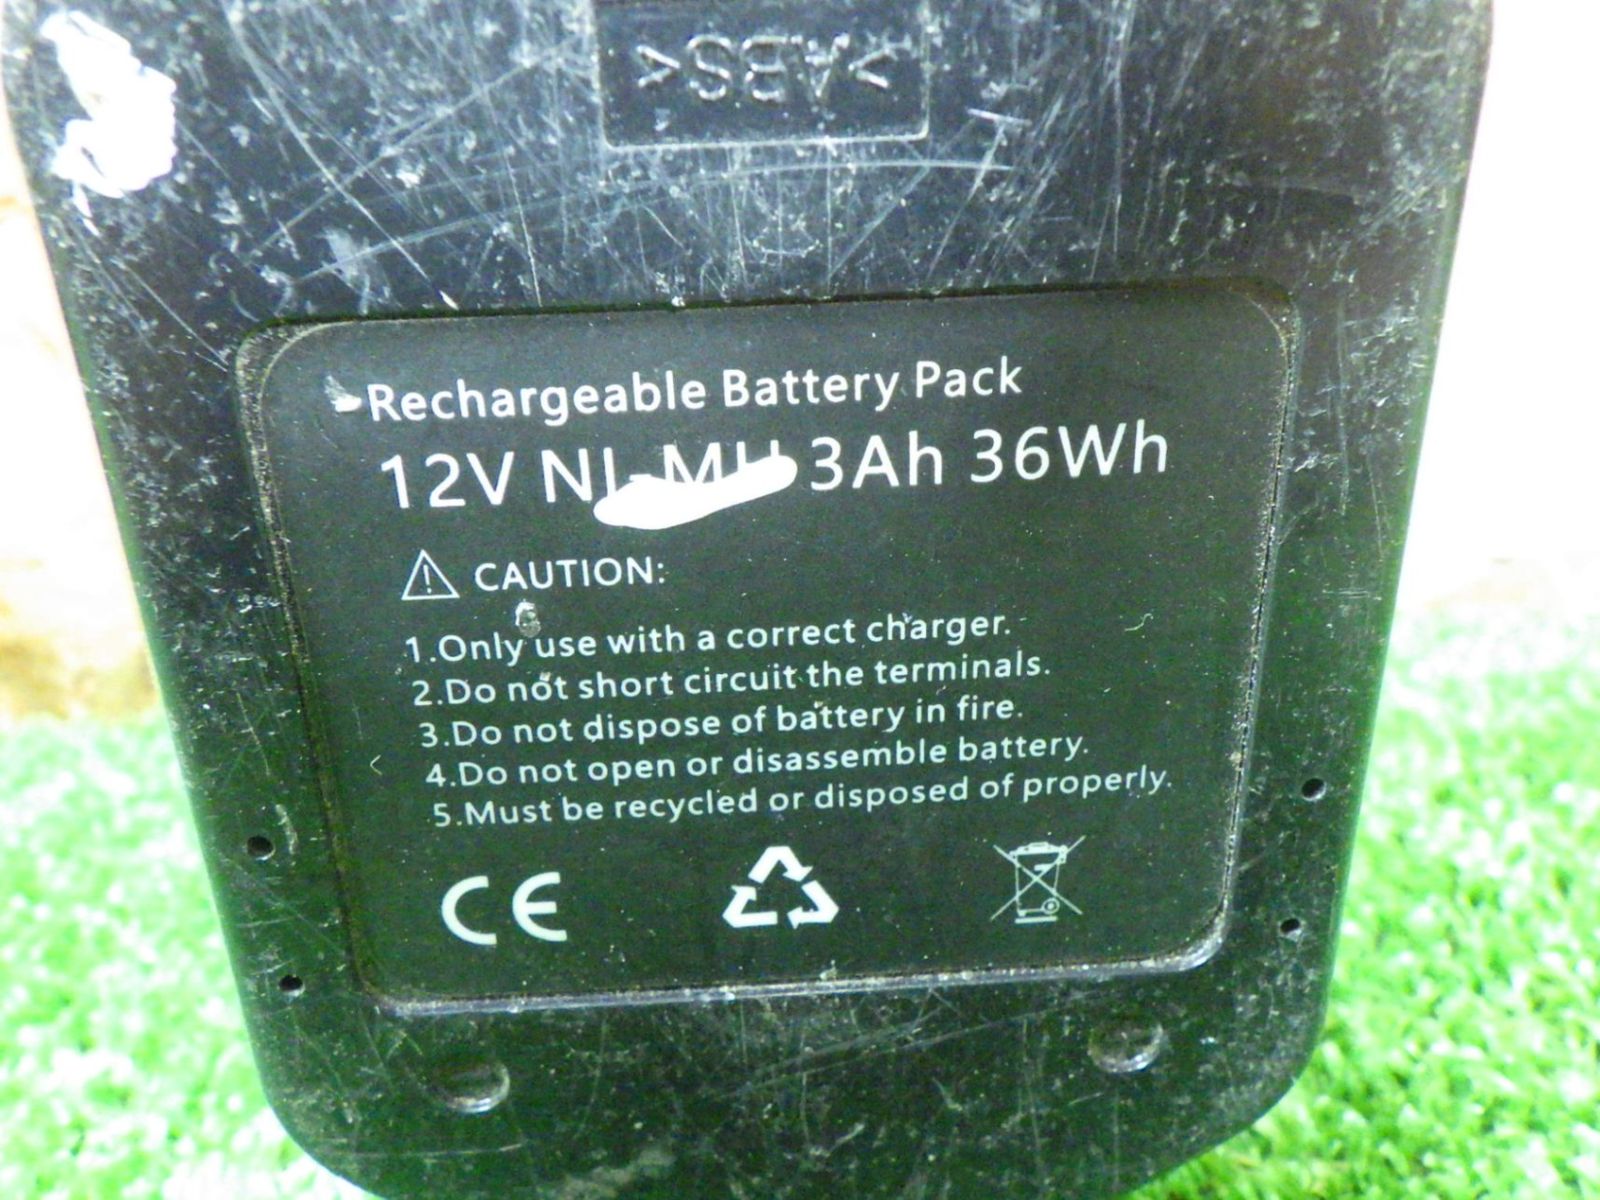 >ABS<
Rechargeable Battery Pack
12V NI-MH 3Ah 36Wh
CAUTION:
1.Only use with a correct charger.
2.Do not short circuit the terminals.
3.Do not dispose of battery in fire.
4.Do not open or disassemble battery.
5.Must be recycled or disposed of properly.
CE